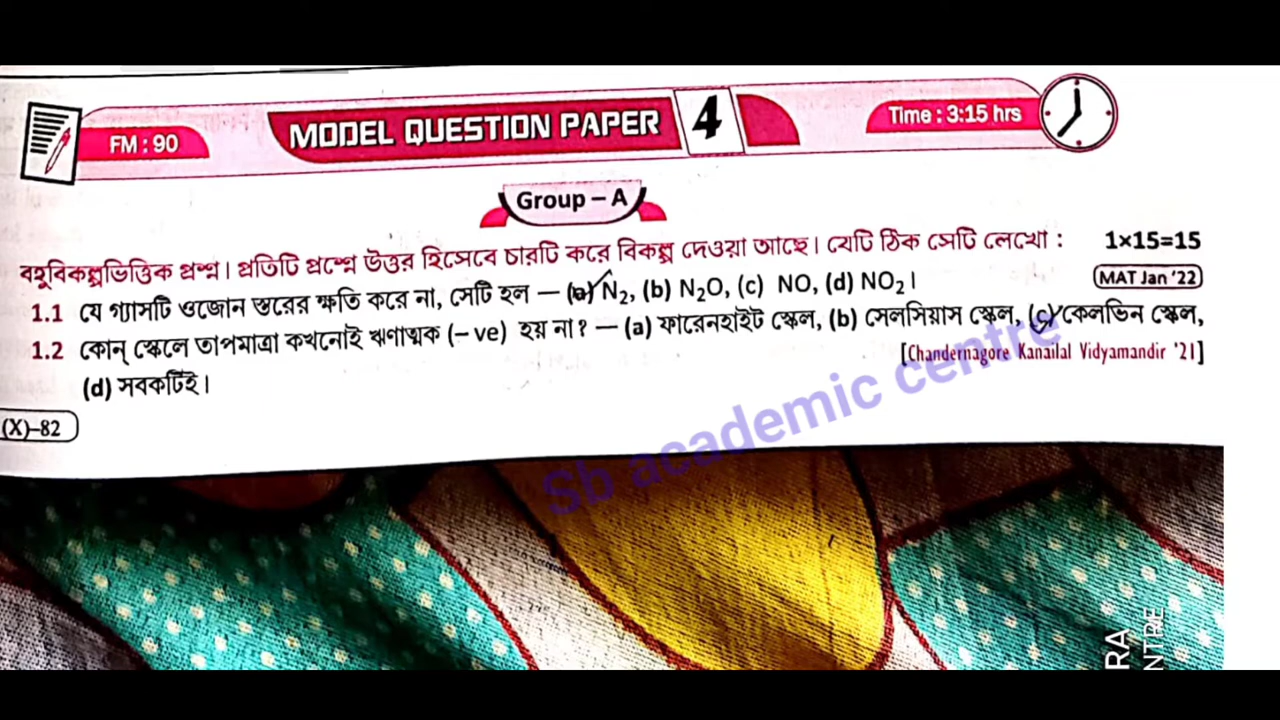 FM : 90
MODEL QUESTION PAPER 4
Time : 3:15 hrs
Group – A
বহুবিকল্পভিত্তিক প্রশ্ন। প্রতিটি প্রশ্নে উত্তর হিসেবে চারটি করে বিকল্প দেওয়া আছে। যেটি ঠিক সেটি লেখো : 1×15=15
1.1 যে গ্যাসটি ওজোন স্তরের ক্ষতি করে না, সেটি হল — (a) N₂, (b) N₂O, (c) NO, (d) NO₂। MAT Jan '22
1.2 কোন্ স্কেলে তাপমাত্রা কখনোই ঋণাত্মক (– ve) হয় না? — (a) ফারেনহাইট স্কেল, (b) সেলসিয়াস স্কেল, (c) কেলভিন স্কেল,
(d) সবকটিই। [Chandernagore Kanailal Vidyamandir '21]
(X)–82
Sb academic centre
RA
NTRE